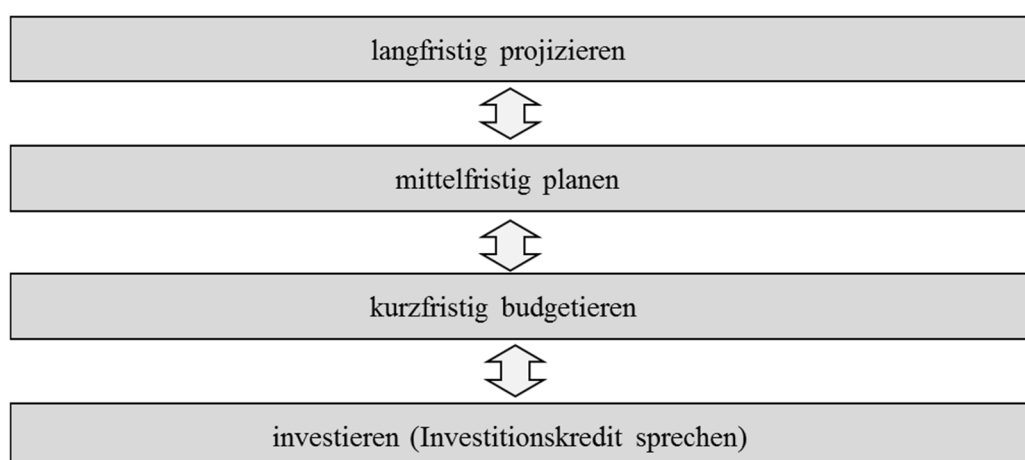 langfristig projizieren
mittelfristig planen
kurzfristig budgetieren
investieren (Investitionskredit sprechen)